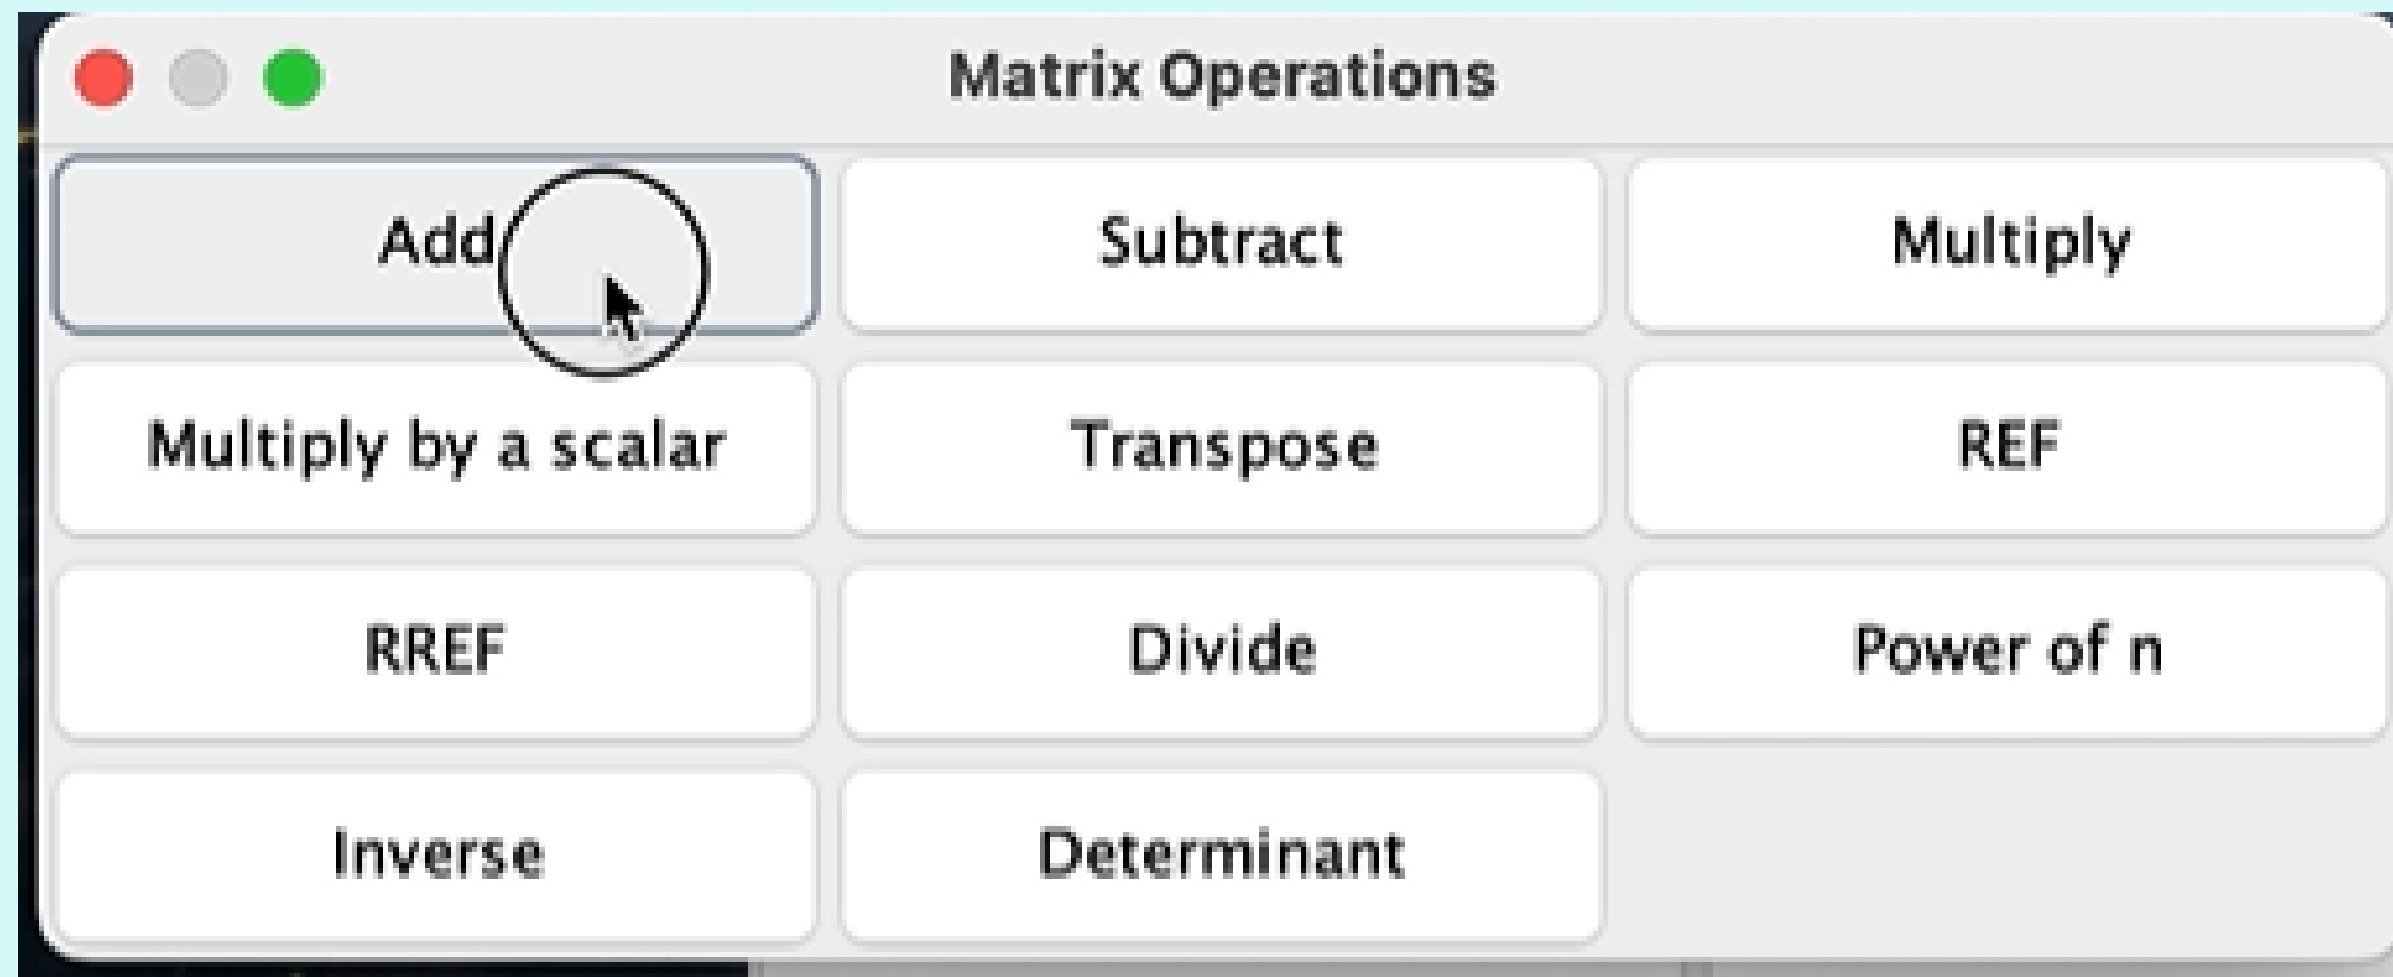 Matrix Operations
Add Subtract Multiply
Multiply by a scalar Transpose REF
RREF Divide Power of n
Inverse Determinant